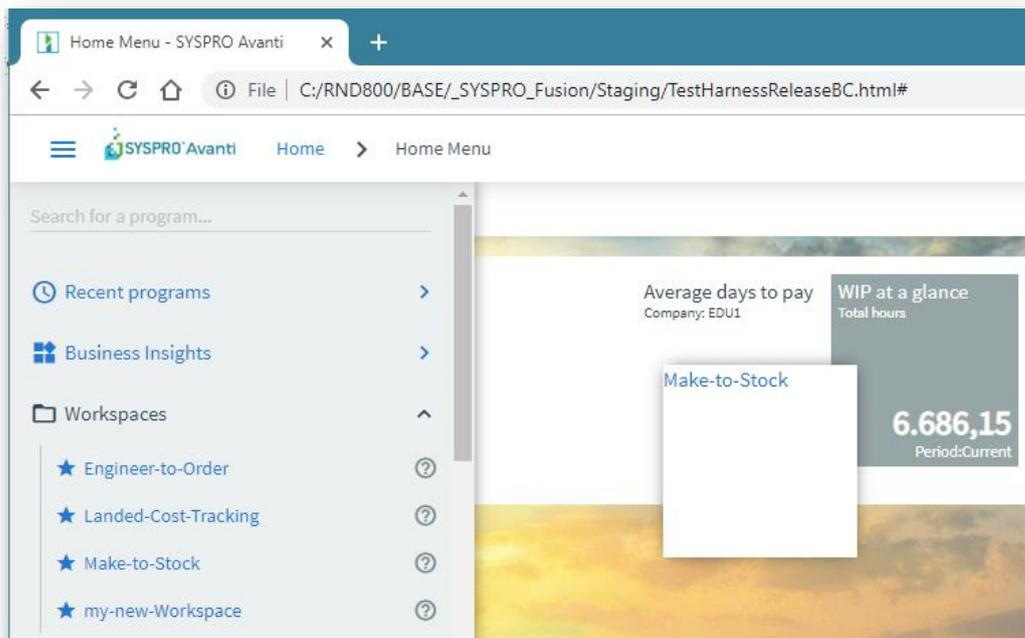 Home Menu - SYSPRO Avanti
File
C:/RND800/BASE/_SYSPRO_Fusion/Staging/TestHarnessReleaseBC.html#
SYSPRO Avanti
Home
Home Menu
Search for a program...
Recent programs
Business Insights
Workspaces
Engineer-to-Order
Landed-Cost-Tracking
Make-to-Stock
my-new-Workspace
Average days to pay
Company: EDU1
WIP at a glance
Total hours
6.686,15
Period:Current
Make-to-Stock